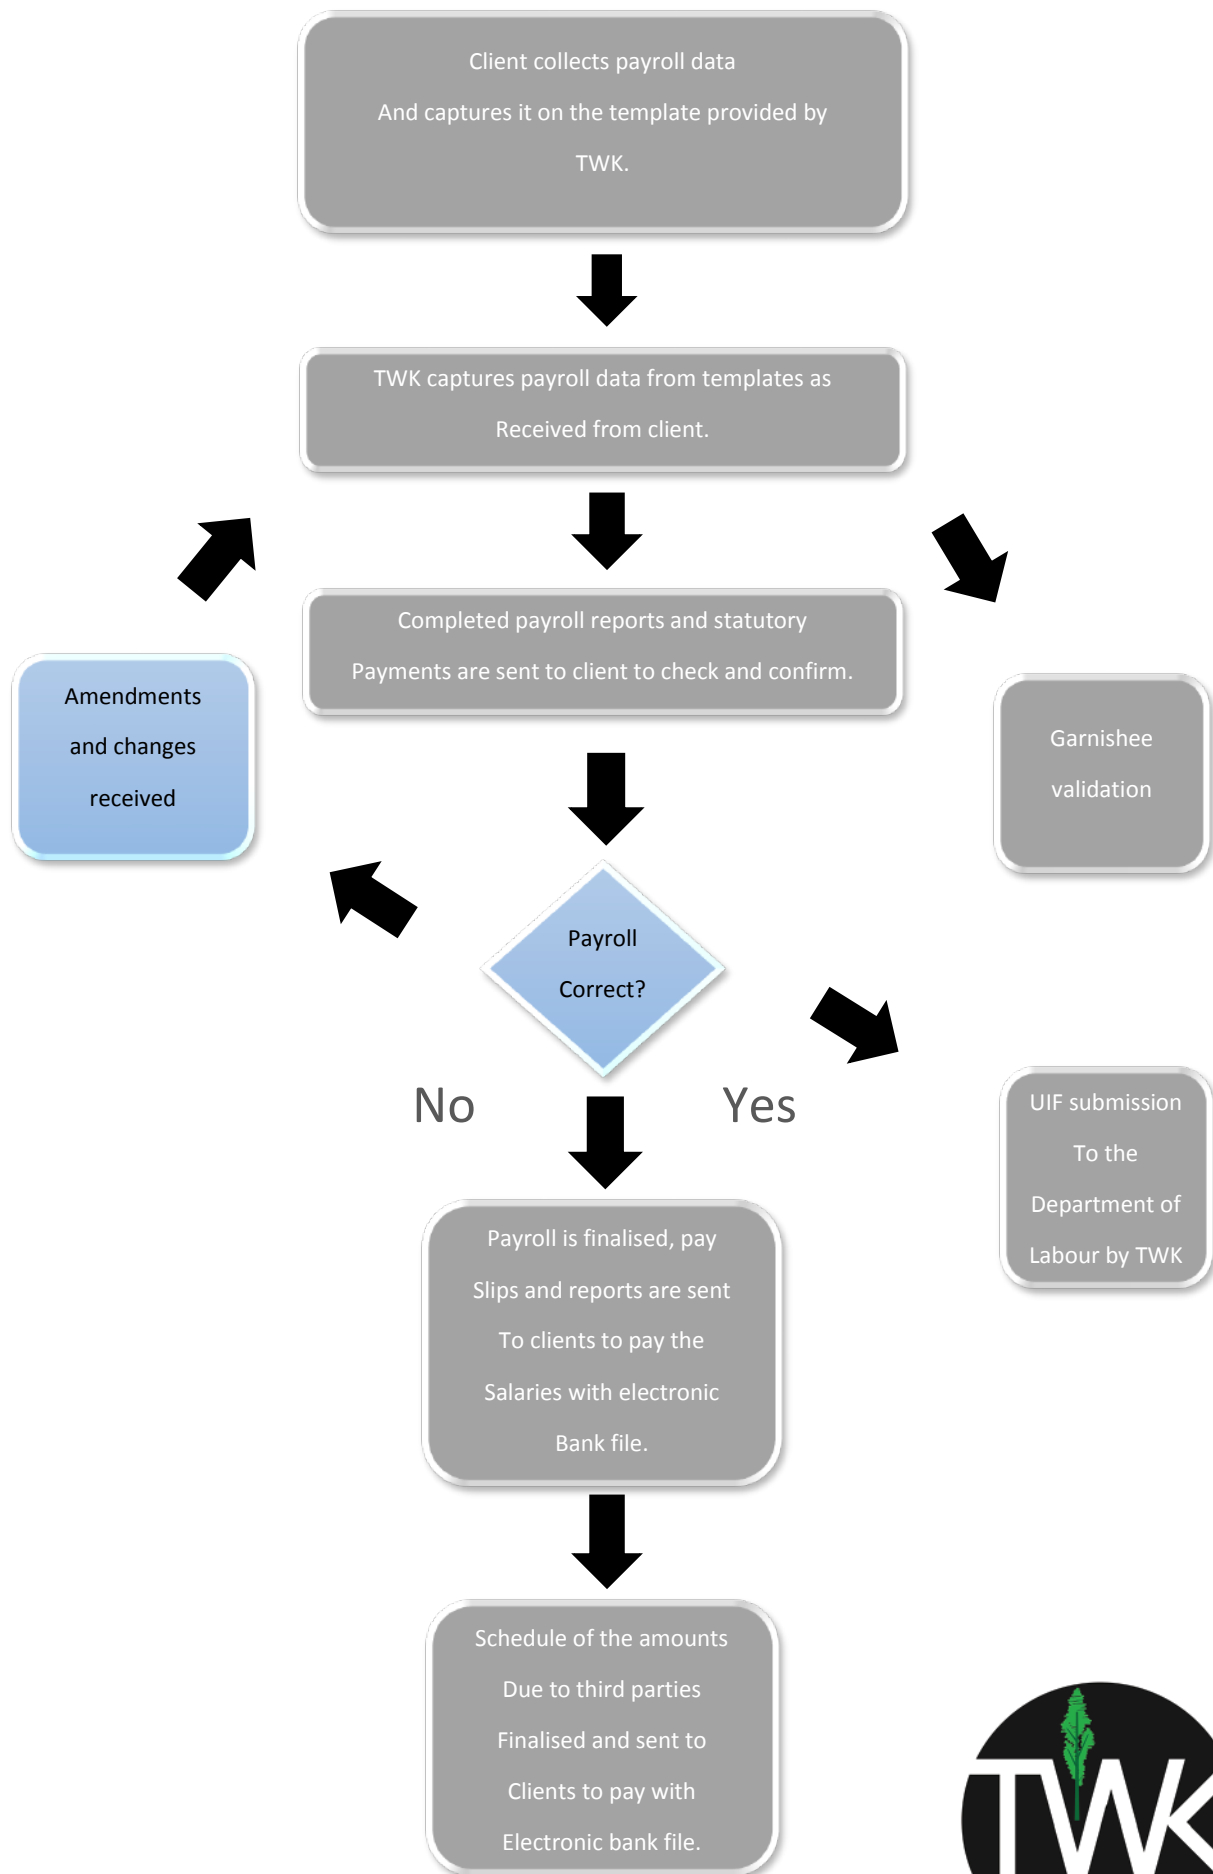 Client collects payroll data
And captures it on the template provided by
TWK.
TWK captures payroll data from templates as
Received from client.
Completed payroll reports and statutory
Payments are sent to client to check and confirm.
Amendments
and changes
received
Garnishee
validation
Payroll
Correct?
No
Yes
UIF submission
To the
Department of
Labour by TWK
Payroll is finalised, pay
Slips and reports are sent
To clients to pay the
Salaries with electronic
Bank file.
Schedule of the amounts
Due to third parties
Finalised and sent to
Clients to pay with
Electronic bank file.
TWK